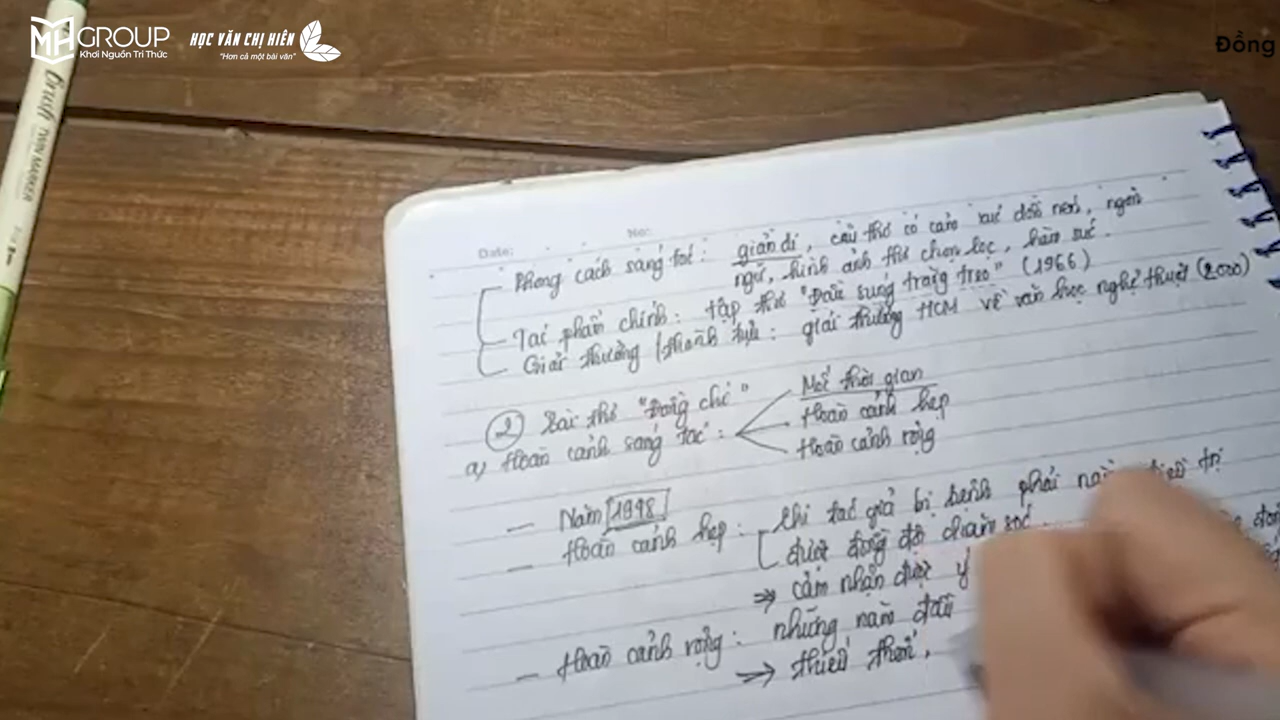 MH GROUP
Khơi Nguồn Tri Thức
HỌC VĂN CHỊ HIÊN
"Hơn cả một bài văn"
Đồng
Brush TWIN MARKER
Date:
No:
Phong cách sáng tác: giản dị, câu thơ có cảm xúc dồn nén, ngôn
ngữ, hình ảnh thơ chọn lọc, hàm súc.
Tác phẩm chính: tập thơ "Đầu súng trăng treo" (1966)
Giải thưởng / thành tựu: giải thưởng HCM về văn học nghệ thuật (2000)
2 Bài thơ "Đồng chí"
a, Hoàn cảnh sáng tác:
Mốc thời gian
Hoàn cảnh hẹp
Hoàn cảnh rộng
— Năm [1948]
— Hoàn cảnh hẹp: khi tác giả bị bệnh phải nằm điều trị
được đồng đội chăm sóc.
⇒ cảm nhận được ý
— Hoàn cảnh rộng: những năm đầu
⇒ thiếu thốn,